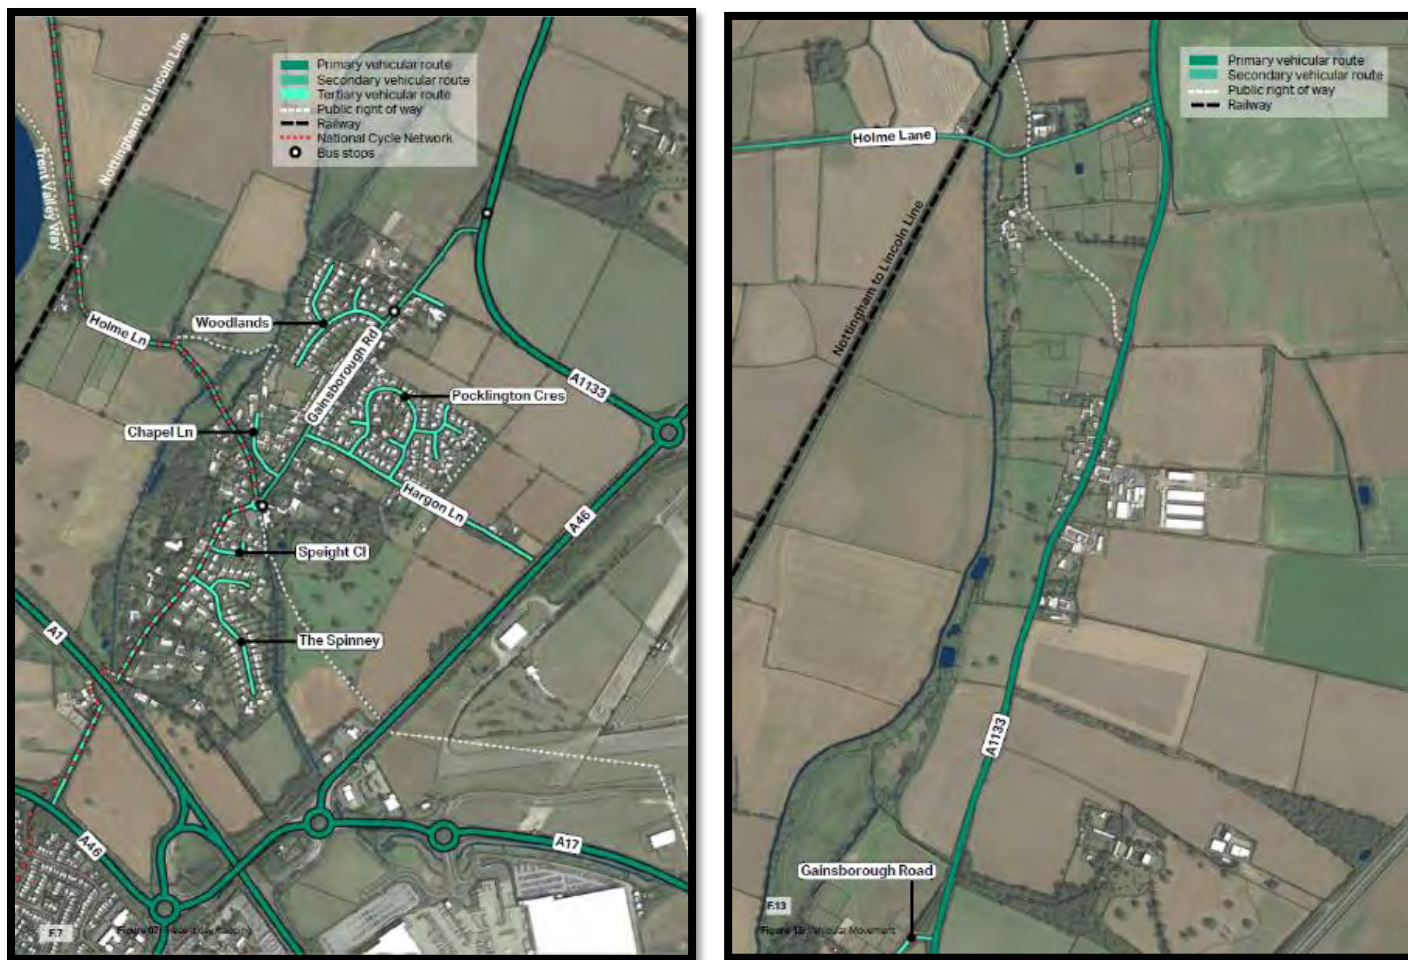 Primary vehicular route
Secondary vehicular route
Tertiary vehicular route
Public right of way
Railway
National Cycle Network
Bus stops
Nottingham to Lincoln Line
Trent Valley Way
Holme Ln
Woodlands
Gainsborough Rd
A1133
Pocklington Cres
Chapel Ln
Hargon Ln
A46
Speight Cl
The Spinney
A1
A46
A17
F.7
Primary vehicular route
Secondary vehicular route
Public right of way
Railway
Holme Lane
Nottingham to Lincoln Line
A1133
Gainsborough Road
F.13
Vehicular Movement